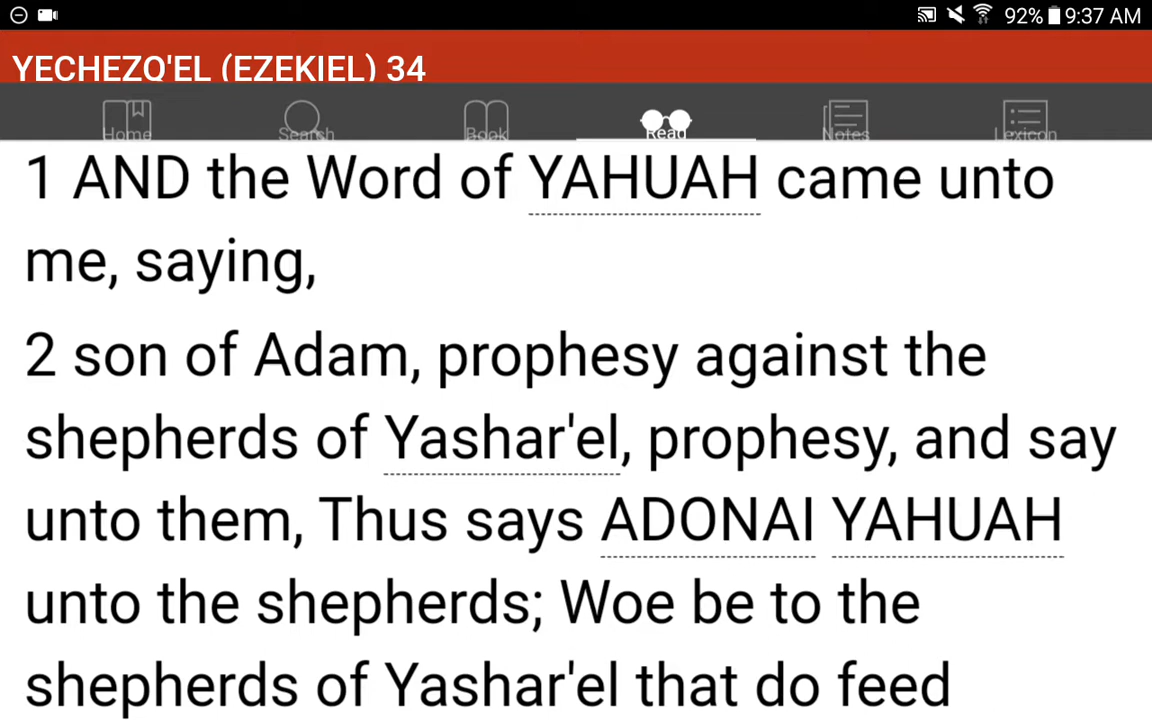 92% 9:37 AM
YECHEZQ'EL (EZEKIEL) 34
Home Search Book Read Notes Lexicon
1 AND the Word of YAHUAH came unto
me, saying,
2 son of Adam, prophesy against the
shepherds of Yashar'el, prophesy, and say
unto them, Thus says ADONAI YAHUAH
unto the shepherds; Woe be to the
shepherds of Yashar'el that do feed